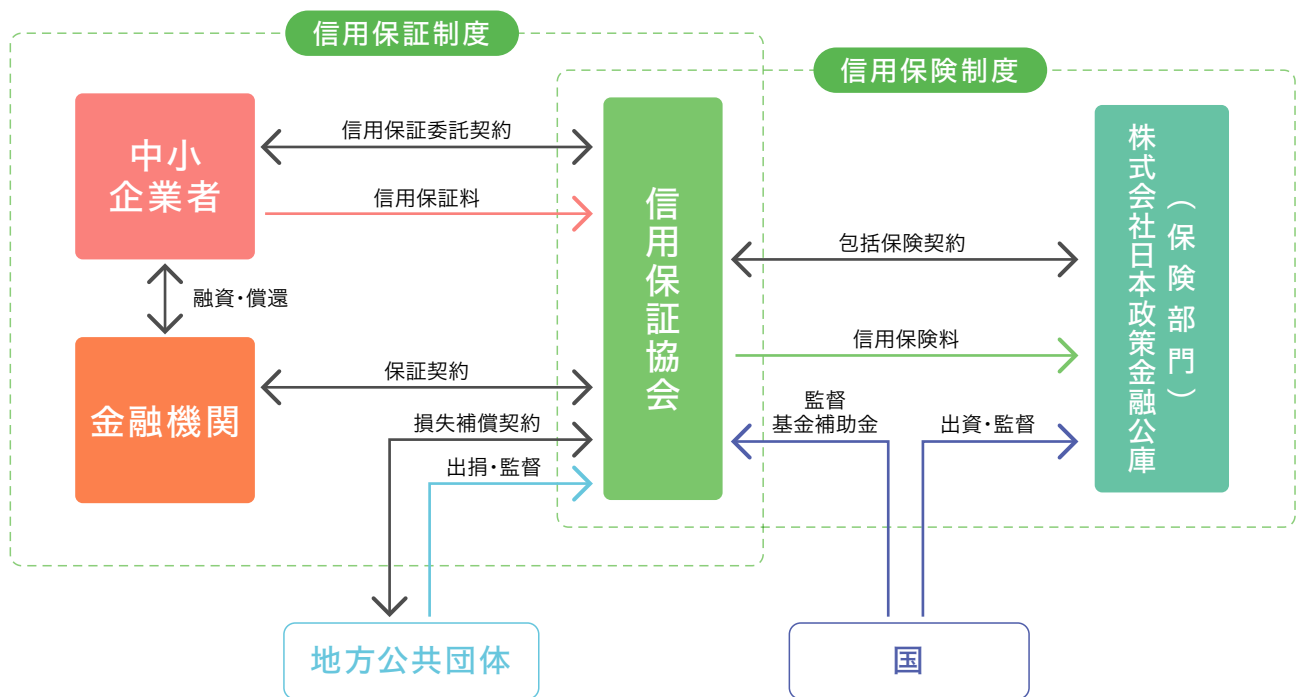 信用保証制度
信用保険制度
中小
企業者
信用保証委託契約
信用保証料
融資・償還
金融機関
保証契約
損失補償契約
出捐・監督
信用保証協会
包括保険契約
信用保険料
監督
基金補助金
出資・監督
株式会社日本政策金融公庫
（保険部門）
地方公共団体
国